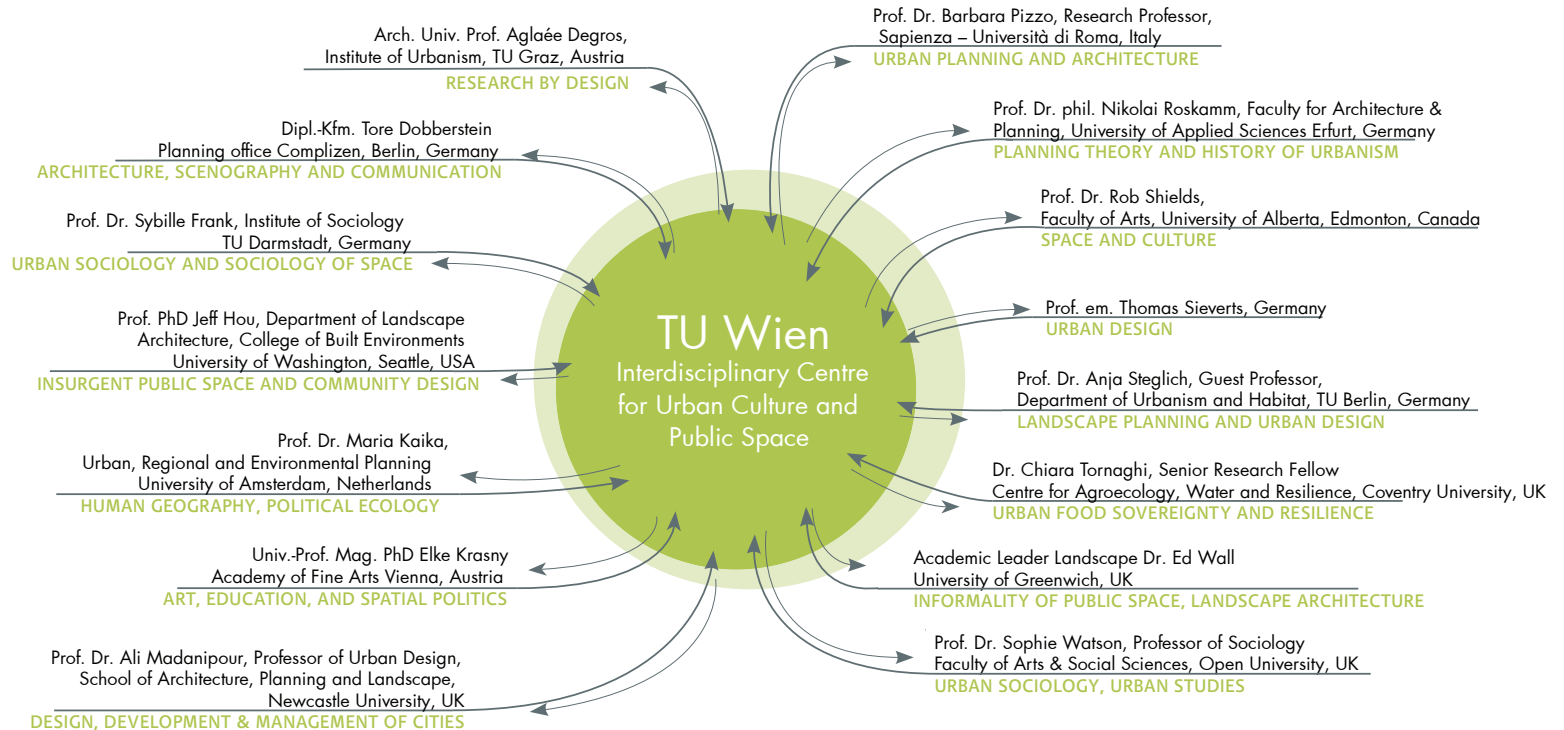 Arch. Univ. Prof. Aglaée Degros,
Institute of Urbanism, TU Graz, Austria
RESEARCH BY DESIGN
Dipl.-Kfm. Tore Dobberstein
Planning office Complizen, Berlin, Germany
ARCHITECTURE, SCENOGRAPHY AND COMMUNICATION
Prof. Dr. Sybille Frank, Institute of Sociology
TU Darmstadt, Germany
URBAN SOCIOLOGY AND SOCIOLOGY OF SPACE
Prof. PhD Jeff Hou, Department of Landscape
Architecture, College of Built Environments
University of Washington, Seattle, USA
INSURGENT PUBLIC SPACE AND COMMUNITY DESIGN
Prof. Dr. Maria Kaika,
Urban, Regional and Environmental Planning
University of Amsterdam, Netherlands
HUMAN GEOGRAPHY, POLITICAL ECOLOGY
Univ.-Prof. Mag. PhD Elke Krasny
Academy of Fine Arts Vienna, Austria
ART, EDUCATION, AND SPATIAL POLITICS
Prof. Dr. Ali Madanipour, Professor of Urban Design,
School of Architecture, Planning and Landscape,
Newcastle University, UK
DESIGN, DEVELOPMENT & MANAGEMENT OF CITIES
TU Wien
Interdisciplinary Centre
for Urban Culture and
Public Space
Prof. Dr. Barbara Pizzo, Research Professor,
Sapienza – Università di Roma, Italy
URBAN PLANNING AND ARCHITECTURE
Prof. Dr. phil. Nikolai Roskamm, Faculty for Architecture &
Planning, University of Applied Sciences Erfurt, Germany
PLANNING THEORY AND HISTORY OF URBANISM
Prof. Dr. Rob Shields,
Faculty of Arts, University of Alberta, Edmonton, Canada
SPACE AND CULTURE
Prof. em. Thomas Sieverts, Germany
URBAN DESIGN
Prof. Dr. Anja Steglich, Guest Professor,
Department of Urbanism and Habitat, TU Berlin, Germany
LANDSCAPE PLANNING AND URBAN DESIGN
Dr. Chiara Tornaghi, Senior Research Fellow
Centre for Agroecology, Water and Resilience, Coventry University, UK
URBAN FOOD SOVEREIGNTY AND RESILIENCE
Academic Leader Landscape Dr. Ed Wall
University of Greenwich, UK
INFORMALITY OF PUBLIC SPACE, LANDSCAPE ARCHITECTURE
Prof. Dr. Sophie Watson, Professor of Sociology
Faculty of Arts & Social Sciences, Open University, UK
URBAN SOCIOLOGY, URBAN STUDIES